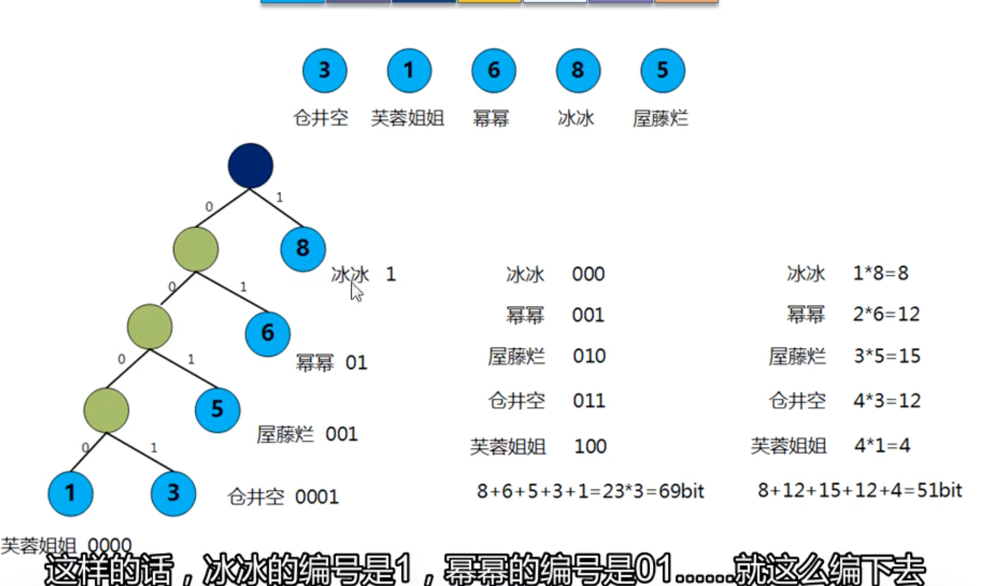 3 1 6 8 5
仓井空 芙蓉姐姐 幂幂 冰冰 屋藤烂
0 1
8
冰冰 1
0 1
6
幂幂 01
0 1
5
屋藤烂 001
0 1
1 3
仓井空 0001
芙蓉姐姐 0000
冰冰 000
幂幂 001
屋藤烂 010
仓井空 011
芙蓉姐姐 100
8+6+5+3+1=23*3=69bit
冰冰 1*8=8
幂幂 2*6=12
屋藤烂 3*5=15
仓井空 4*3=12
芙蓉姐姐 4*1=4
8+12+15+12+4=51bit
这样的话，冰冰的编号是1，幂幂的编号是01......就这么编下去